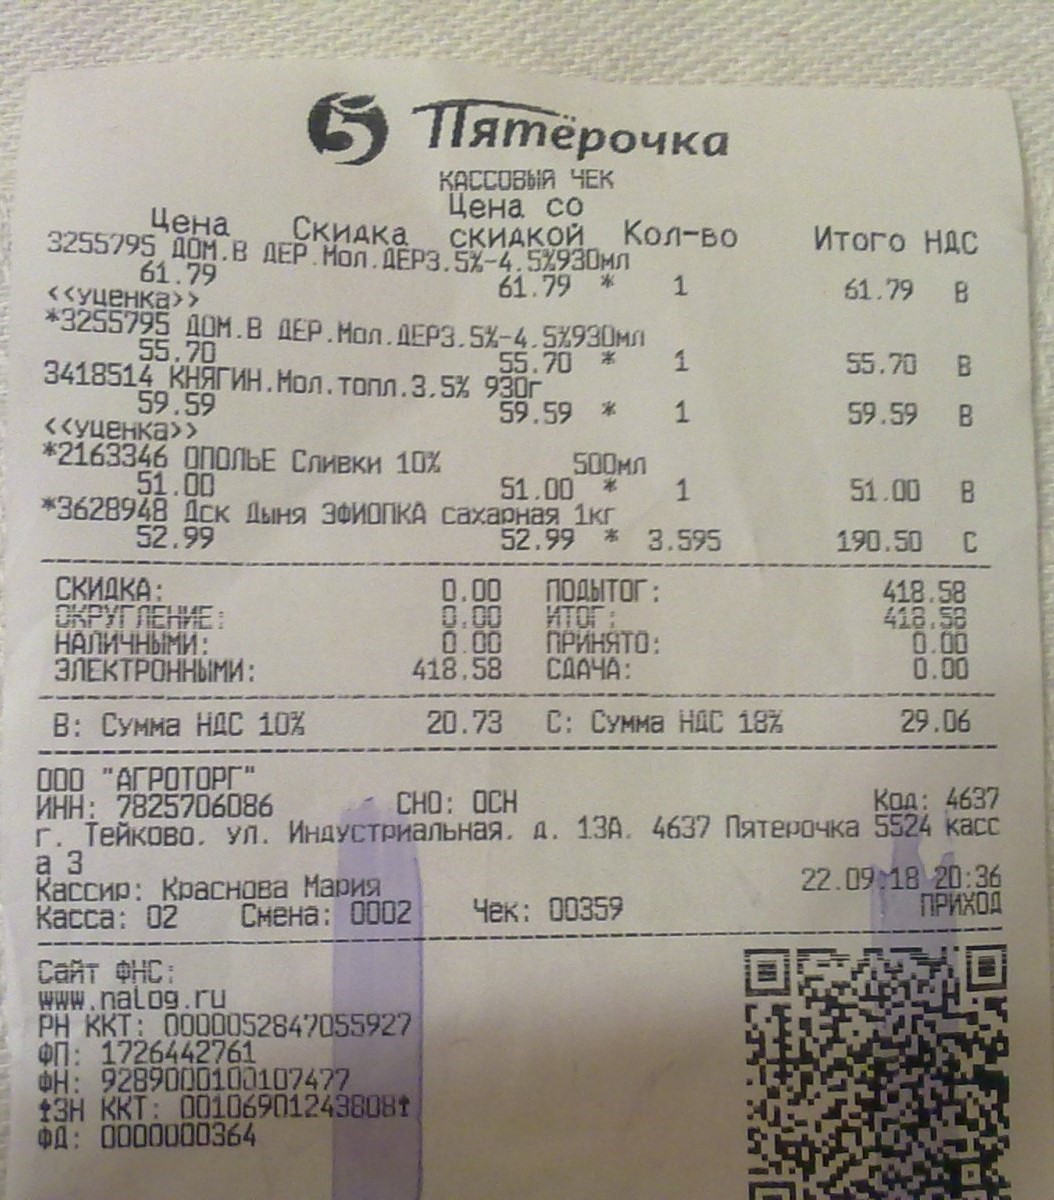 5 Пятёрочка
КАССОВЫЙ ЧЕК
Цена Скидка Цена со скидкой Кол-во Итого НДС
3255795 ДОМ.В ДЕР.Мол.ДЕР3.5%-4.5%930мл
61.79 61.79 * 1 61.79 В
<<уценка>>
*3255795 ДОМ.В ДЕР.Мол.ДЕР3.5%-4.5%930мл
55.70 55.70 * 1 55.70 В
3418514 КНЯГИН.Мол.топл.3.5% 930г
59.59 59.59 * 1 59.59 В
<<уценка>>
*2163346 ОПОЛЬЕ Сливки 10% 500мл
51.00 51.00 * 1 51.00 В
*3628948 Дск Дыня ЭФИОПКА сахарная 1кг
52.99 52.99 * 3.595 190.50 С
СКИДКА: 0.00 ПОДЫТОГ: 418.58
ОКРУГЛЕНИЕ: 0.00 ИТОГ: 418.58
НАЛИЧНЫМИ: 0.00 ПРИНЯТО: 0.00
ЭЛЕКТРОННЫМИ: 418.58 СДАЧА: 0.00
В: Сумма НДС 10% 20.73 С: Сумма НДС 18% 29.06
ООО "АГРОТОРГ"
ИНН: 7825706086 СНО: ОСН Код: 4637
г. Тейково, ул. Индустриальная, д. 13А, 4637 Пятерочка 5524 касс
а 3
Кассир: Краснова Мария 22.09.18 20:36
Касса: 02 Смена: 0002 Чек: 00359 ПРИХОД
Сайт ФНС:
www.nalog.ru
РН ККТ: 0000052847055927
ФП: 1726442761
ФН: 9289000100107477
↑ЗН ККТ: 00106901243808↑
ФД: 0000000364